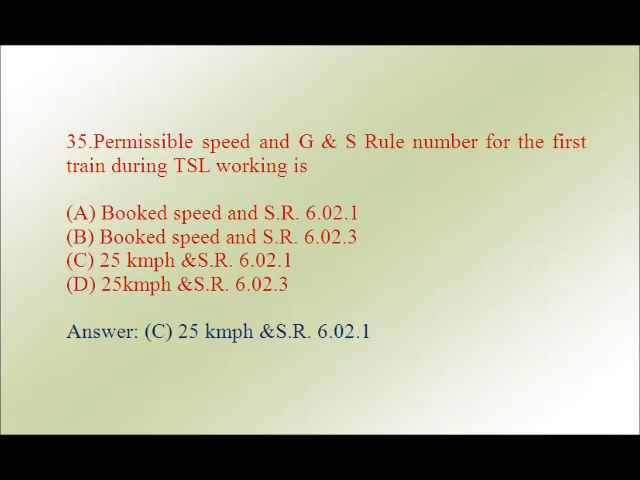 35.Permissible speed and G & S Rule number for the first
train during TSL working is
(A) Booked speed and S.R. 6.02.1
(B) Booked speed and S.R. 6.02.3
(C) 25 kmph &S.R. 6.02.1
(D) 25kmph &S.R. 6.02.3
Answer: (C) 25 kmph &S.R. 6.02.1